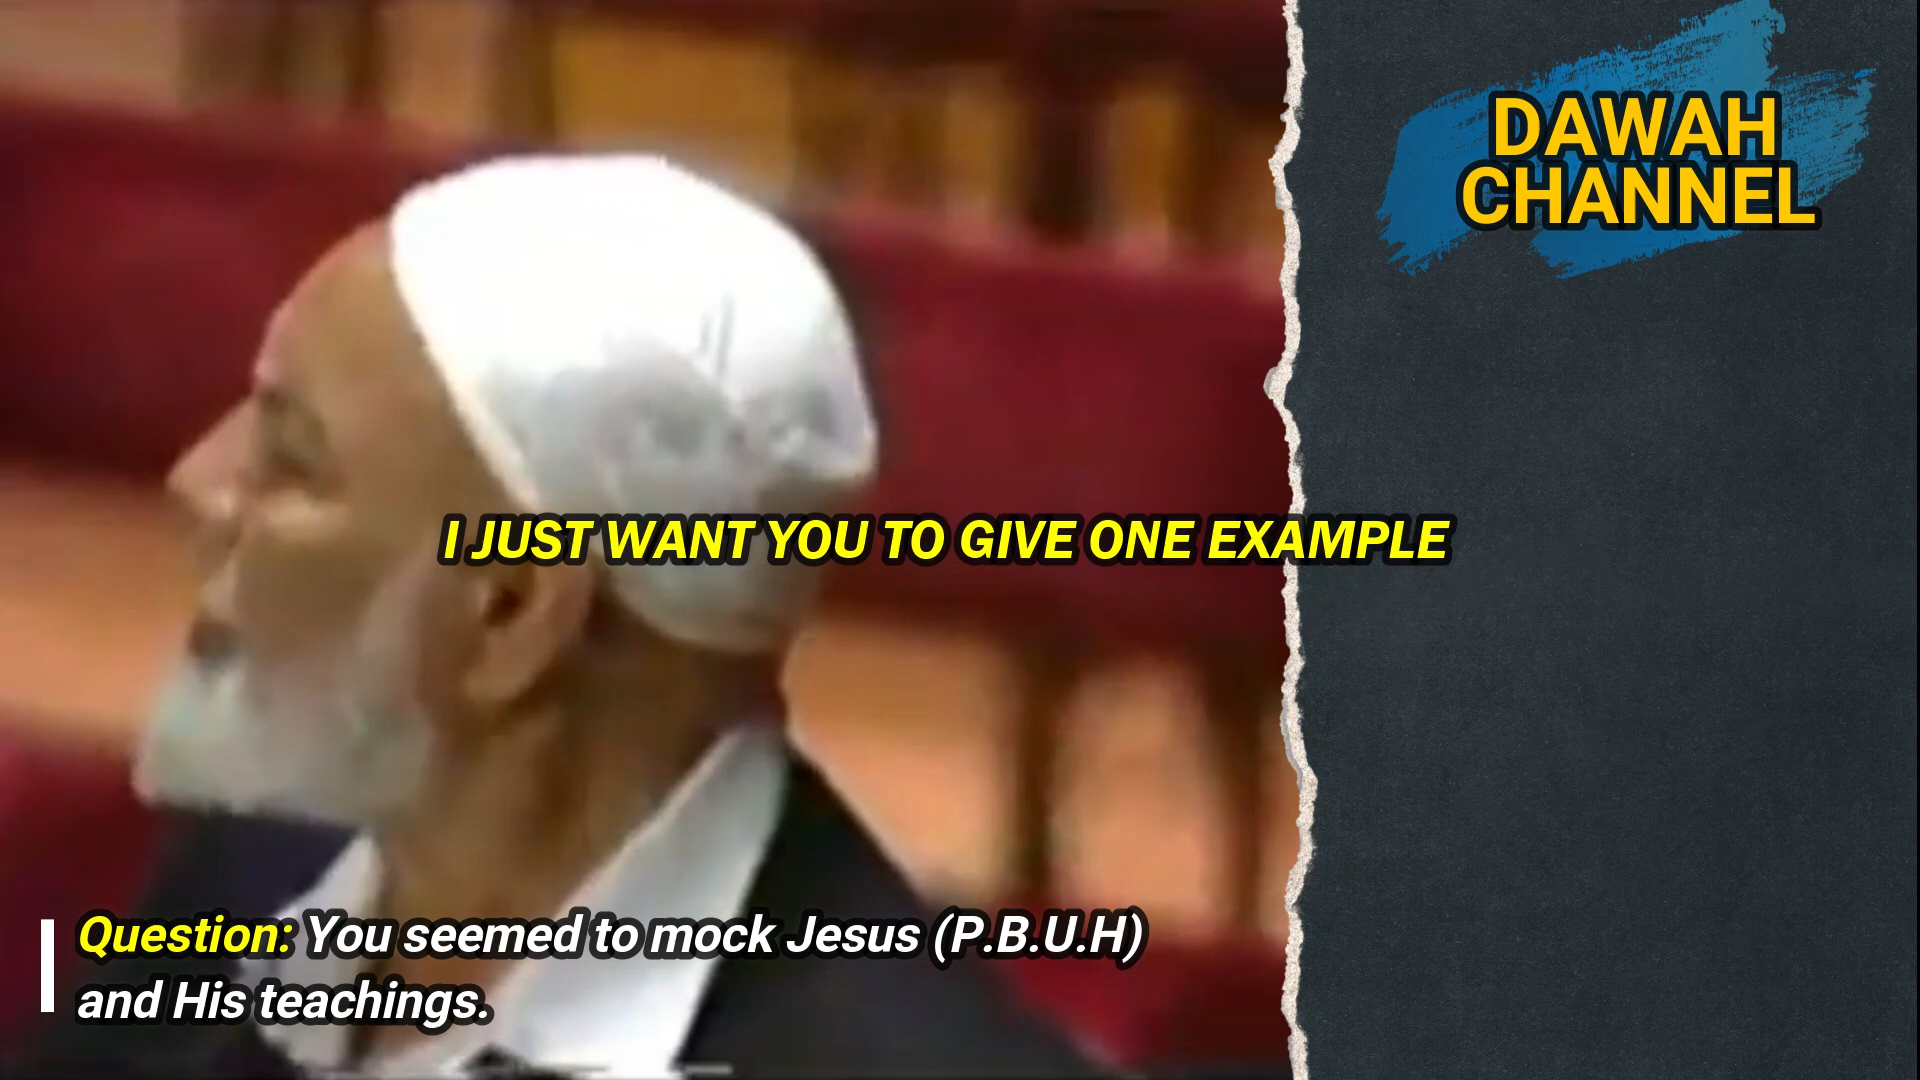 DAWAH
CHANNEL
I JUST WANT YOU TO GIVE ONE EXAMPLE
Question: You seemed to mock Jesus (P.B.U.H)
and His teachings.